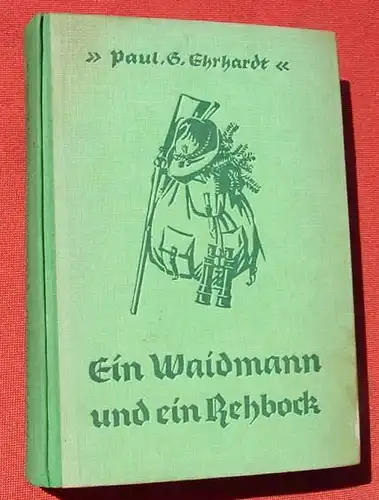 » Paul. G. Ehrhardt «
Ein Waidmann
und ein Rehbock